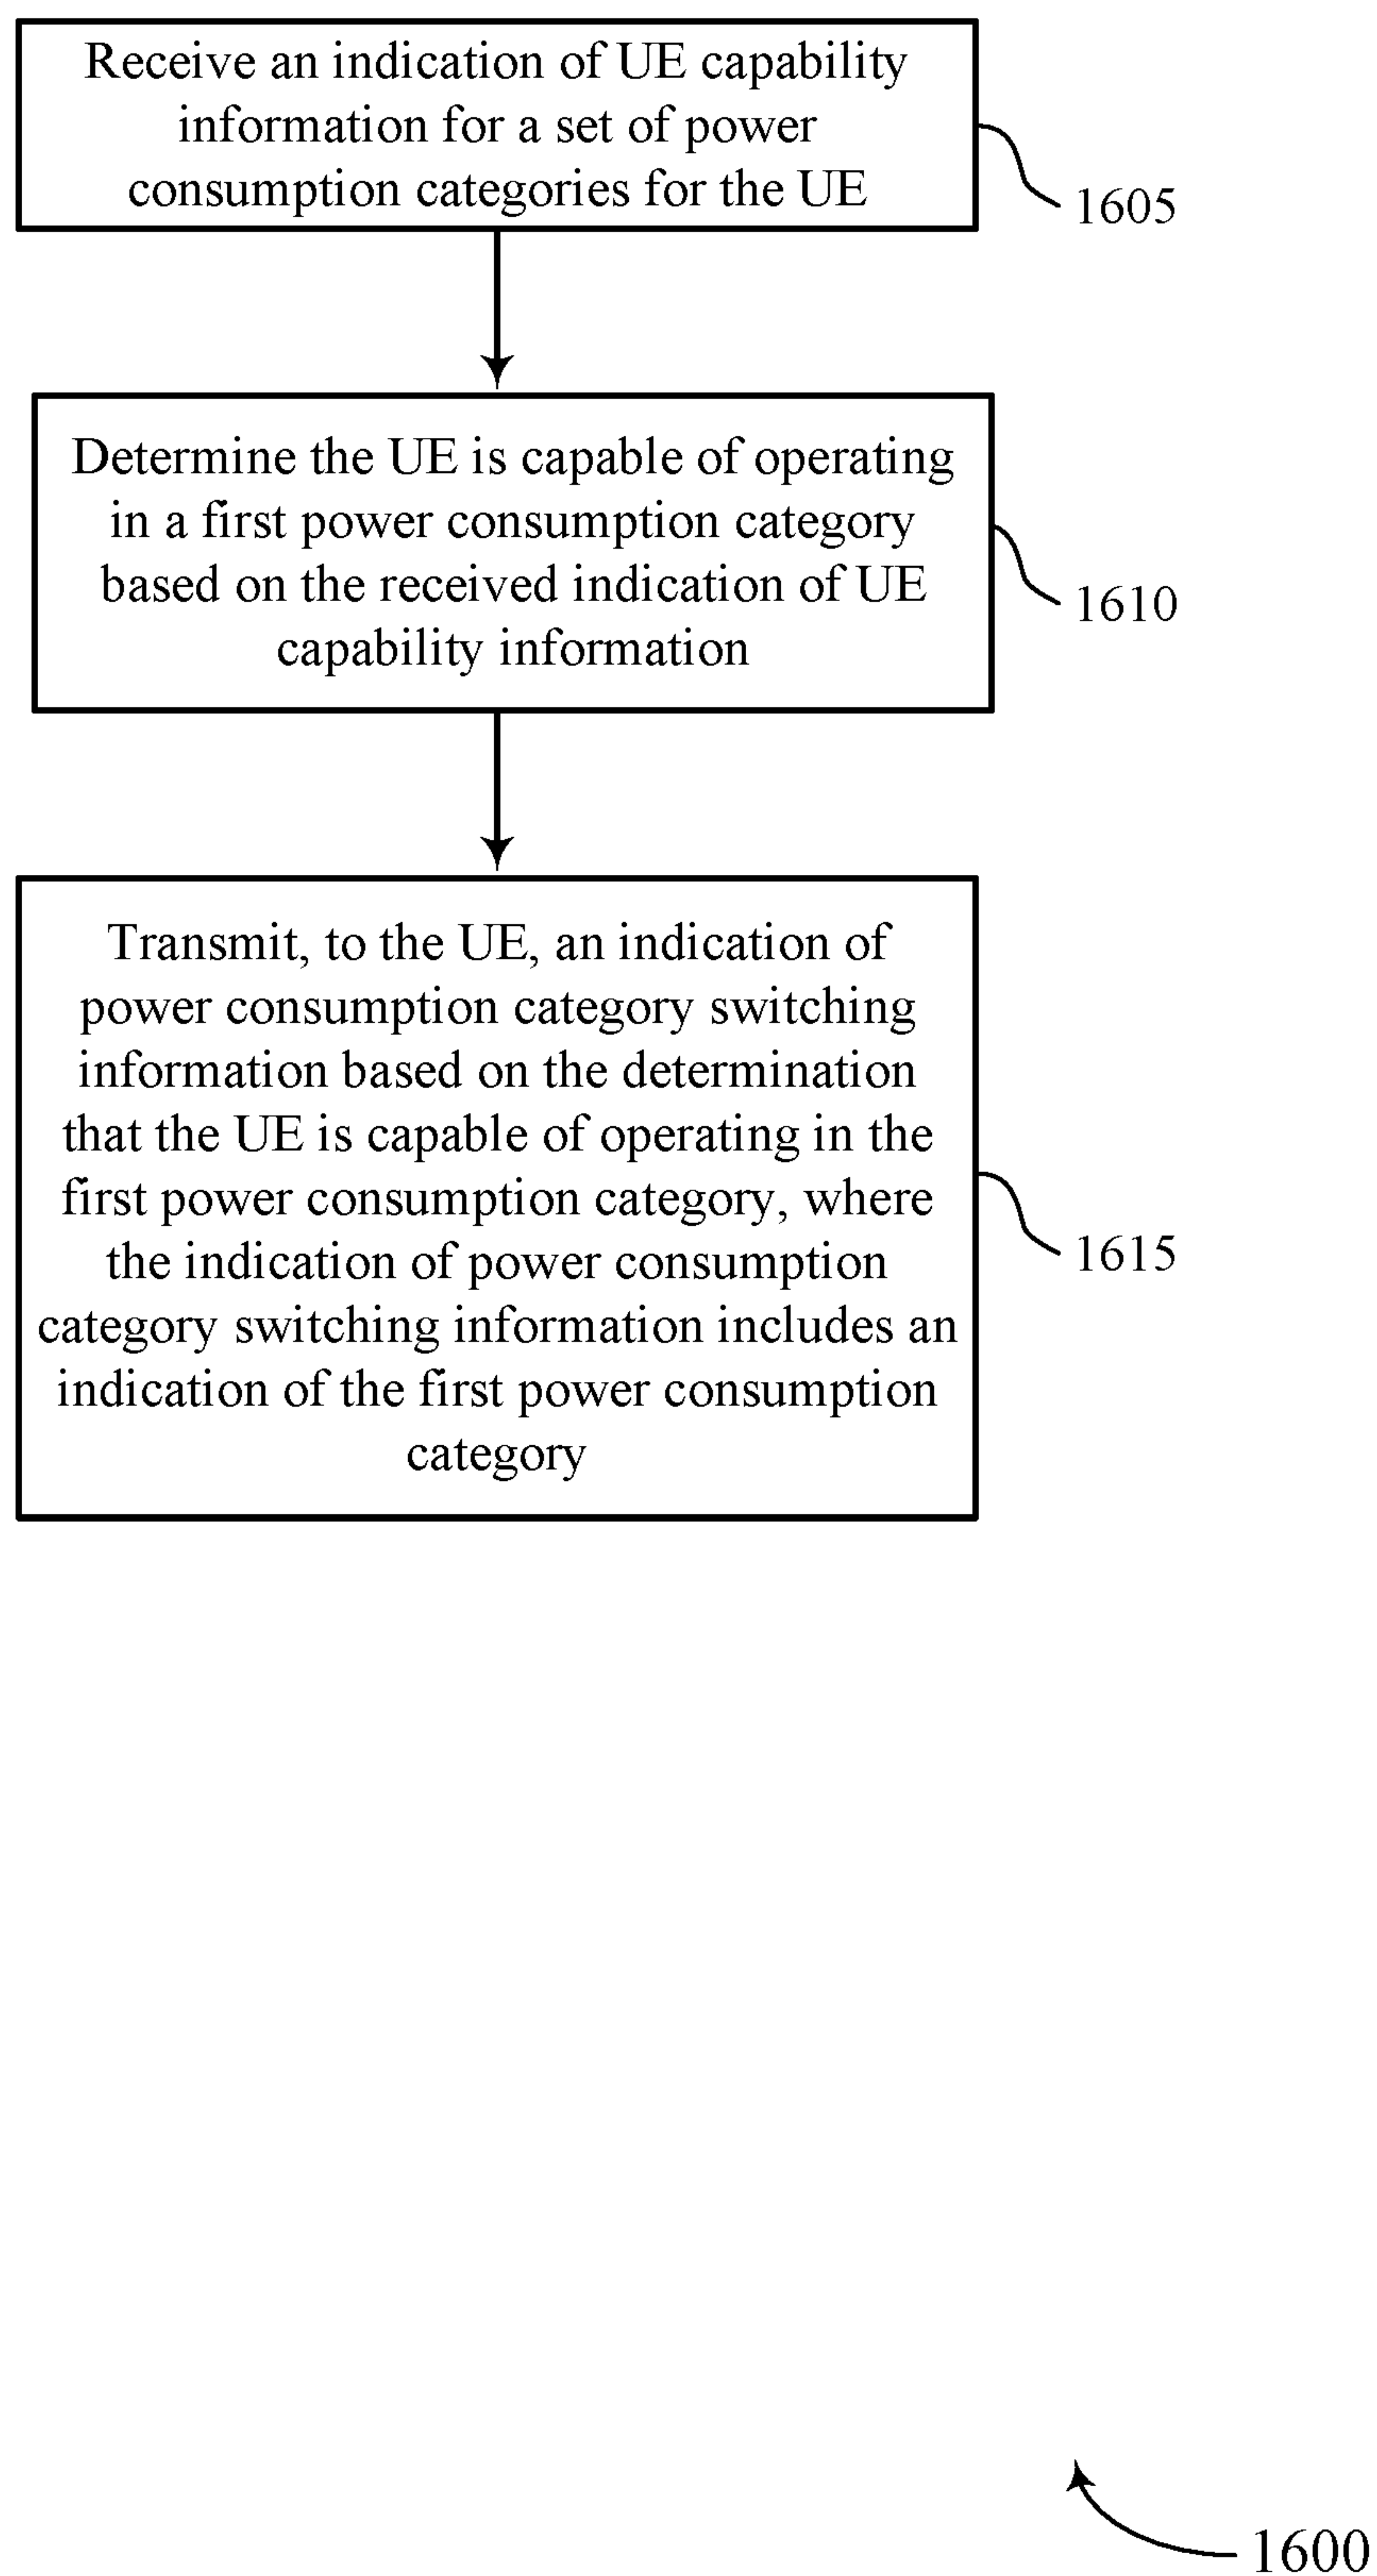 Receive an indication of UE capability
information for a set of power
consumption categories for the UE
1605
Determine the UE is capable of operating
in a first power consumption category
based on the received indication of UE
capability information
1610
Transmit, to the UE, an indication of
power consumption category switching
information based on the determination
that the UE is capable of operating in the
first power consumption category, where
the indication of power consumption
category switching information includes an
indication of the first power consumption
category
1615
1600